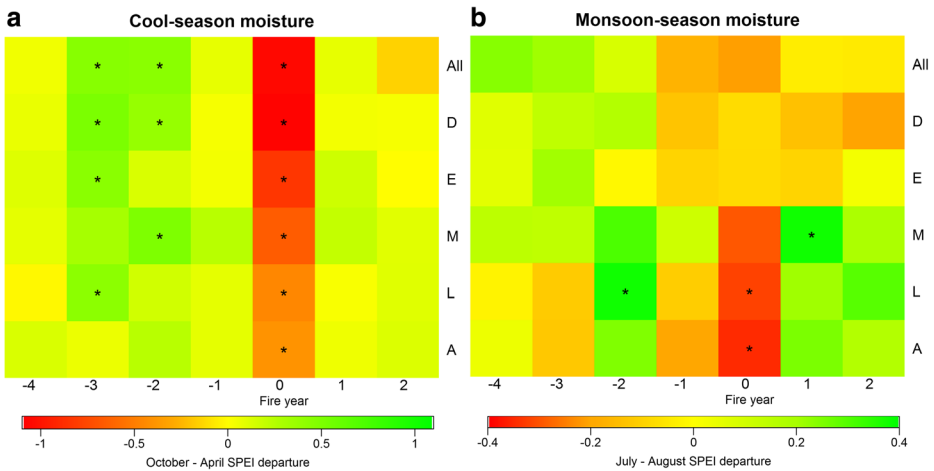 a
Cool-season moisture
* * * All
* * * D
* * E
* * M
* * L
* A
-4 -3 -2 -1 0 1 2
Fire year
-1 -0.5 0 0.5 1
October - April SPEI departure
b
Monsoon-season moisture
All
D
E
* M
* * L
* A
-4 -3 -2 -1 0 1 2
Fire year
-0.4 -0.2 0 0.2 0.4
July - August SPEI departure